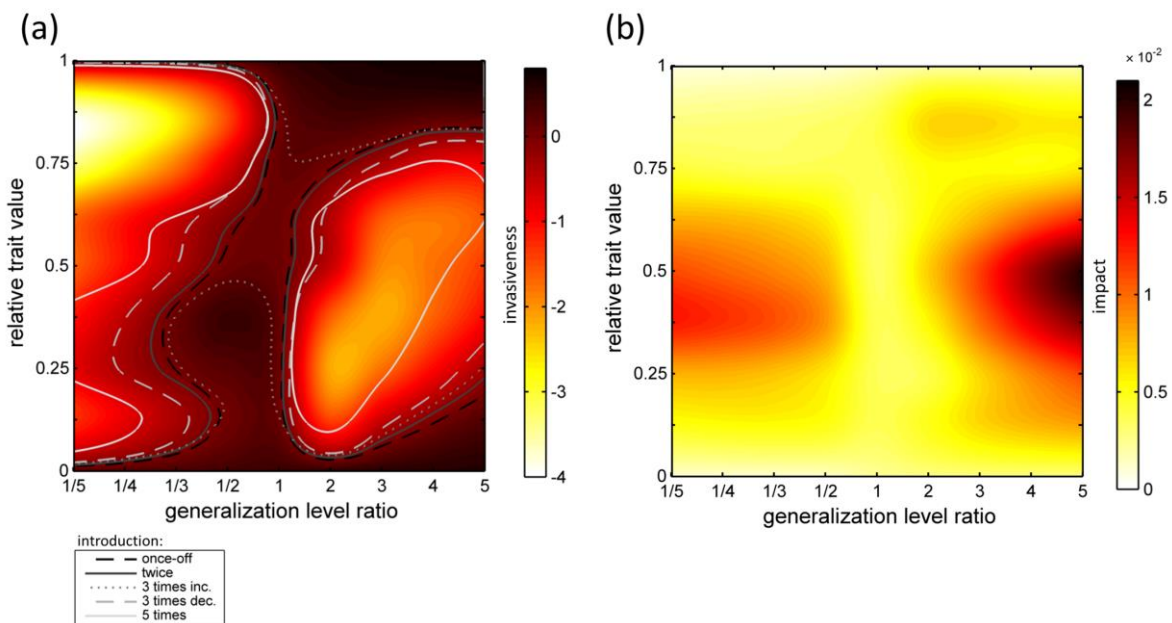 (a)
1
0.75
0.5
0.25
0
relative trait value
1/5 1/4 1/3 1/2 1 2 3 4 5
generalization level ratio
0
-1
-2
-3
-4
invasiveness
introduction:
once-off
twice
3 times inc.
3 times dec.
5 times
(b)
1
0.75
0.5
0.25
0
relative trait value
1/5 1/4 1/3 1/2 1 2 3 4 5
generalization level ratio
× 10⁻²
2
1.5
1
0.5
0
impact